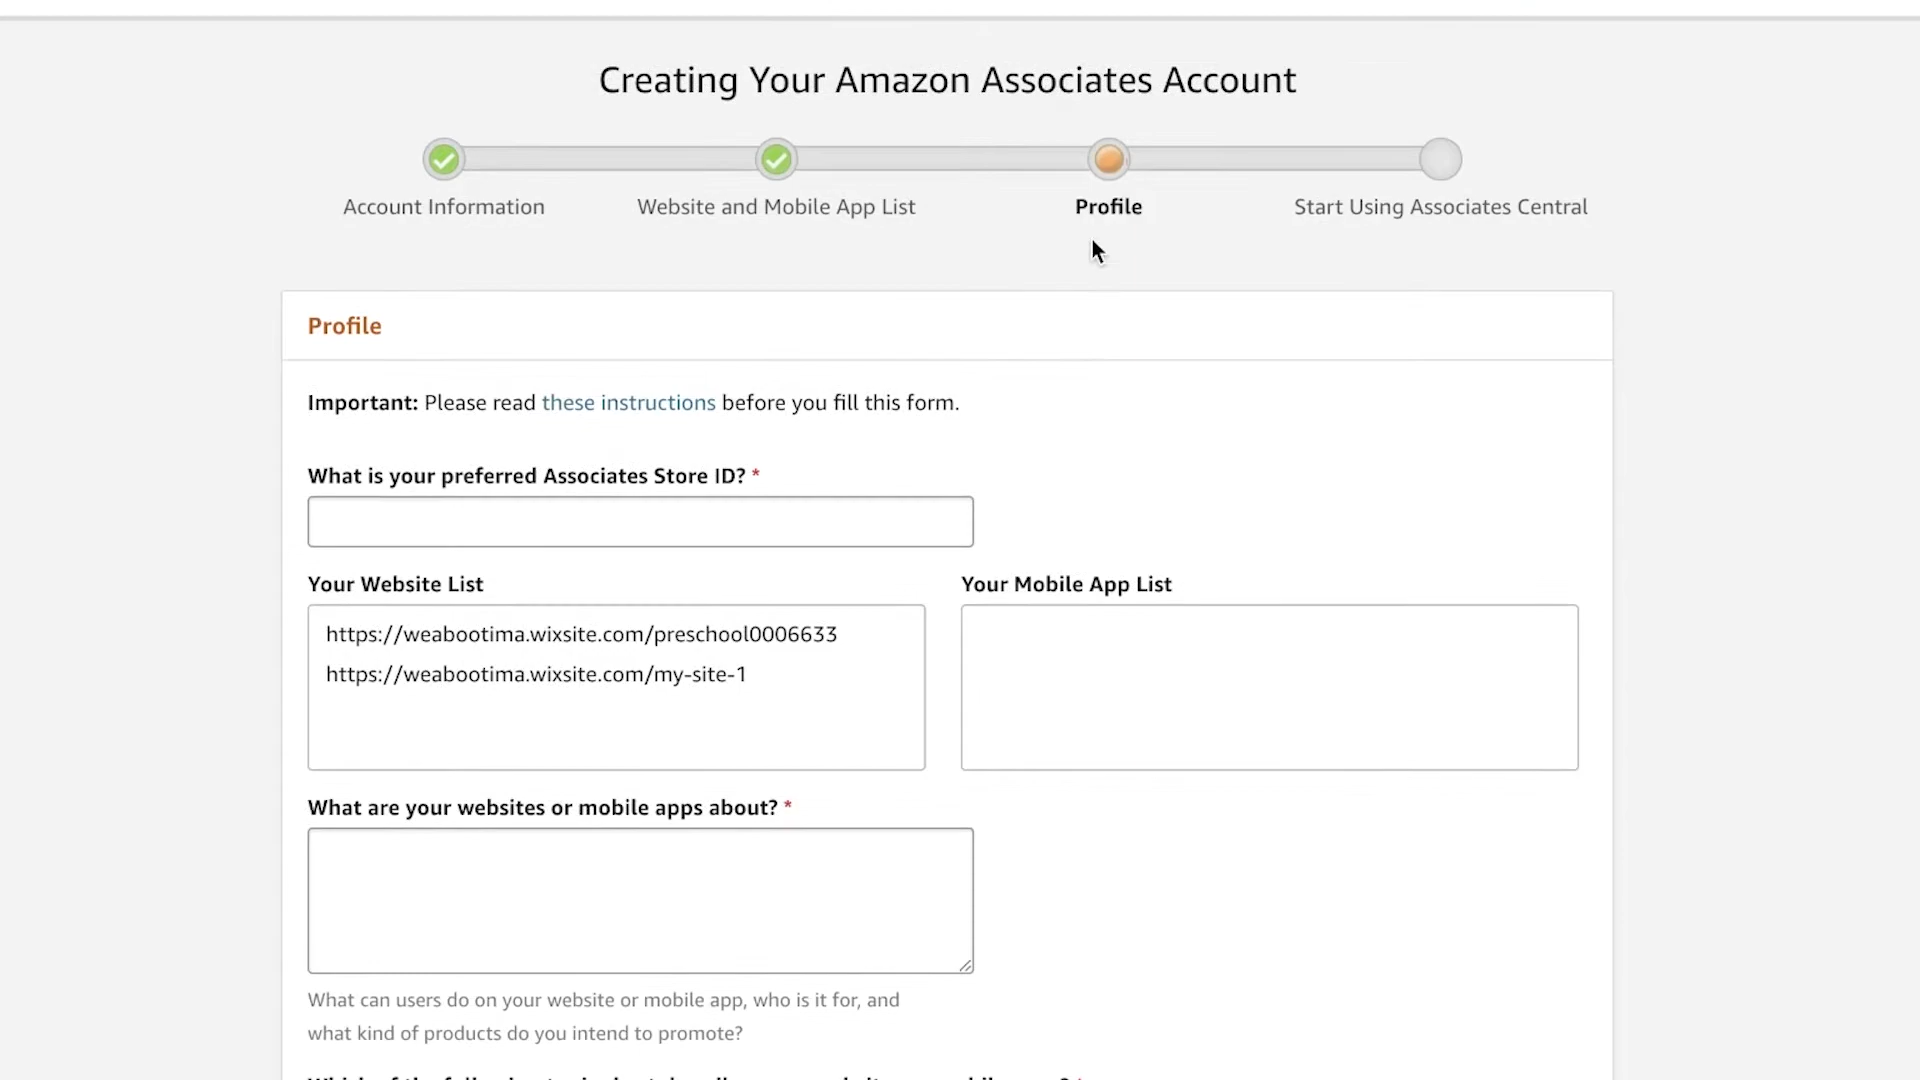 Creating Your Amazon Associates Account
Account Information
Website and Mobile App List
Profile
Start Using Associates Central
Profile
Important: Please read these instructions before you fill this form.
What is your preferred Associates Store ID? *
Your Website List
Your Mobile App List
https://weabootima.wixsite.com/preschool0006633
https://weabootima.wixsite.com/my-site-1
What are your websites or mobile apps about? *
What can users do on your website or mobile app, who is it for, and
what kind of products do you intend to promote?